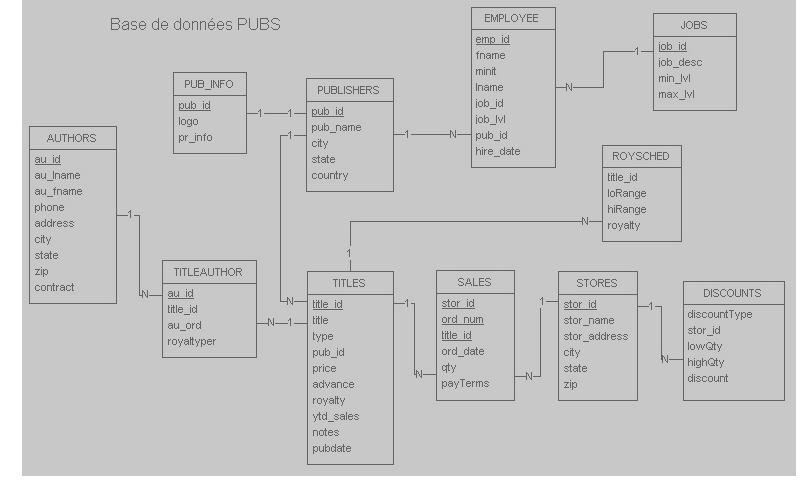 Base de données PUBS
EMPLOYEE
emp_id
fname
minit
lname
job_id
job_lvl
pub_id
hire_date
JOBS
job_id
job_desc
min_lvl
max_lvl
PUB_INFO
pub_id
logo
pr_info
PUBLISHERS
pub_id
pub_name
city
state
country
AUTHORS
au_id
au_lname
au_fname
phone
address
city
state
zip
contract
ROYSCHED
title_id
loRange
hiRange
royalty
TITLEAUTHOR
au_id
title_id
au_ord
royaltyper
TITLES
title_id
title
type
pub_id
price
advance
royalty
ytd_sales
notes
pubdate
SALES
stor_id
ord_num
title_id
ord_date
qty
payTerms
STORES
stor_id
stor_name
stor_address
city
state
zip
DISCOUNTS
discountType
stor_id
lowQty
highQty
discount
1
N
1
1
1
1
N
1
N
1
N
N
1
N
1
N
1
N
1
N